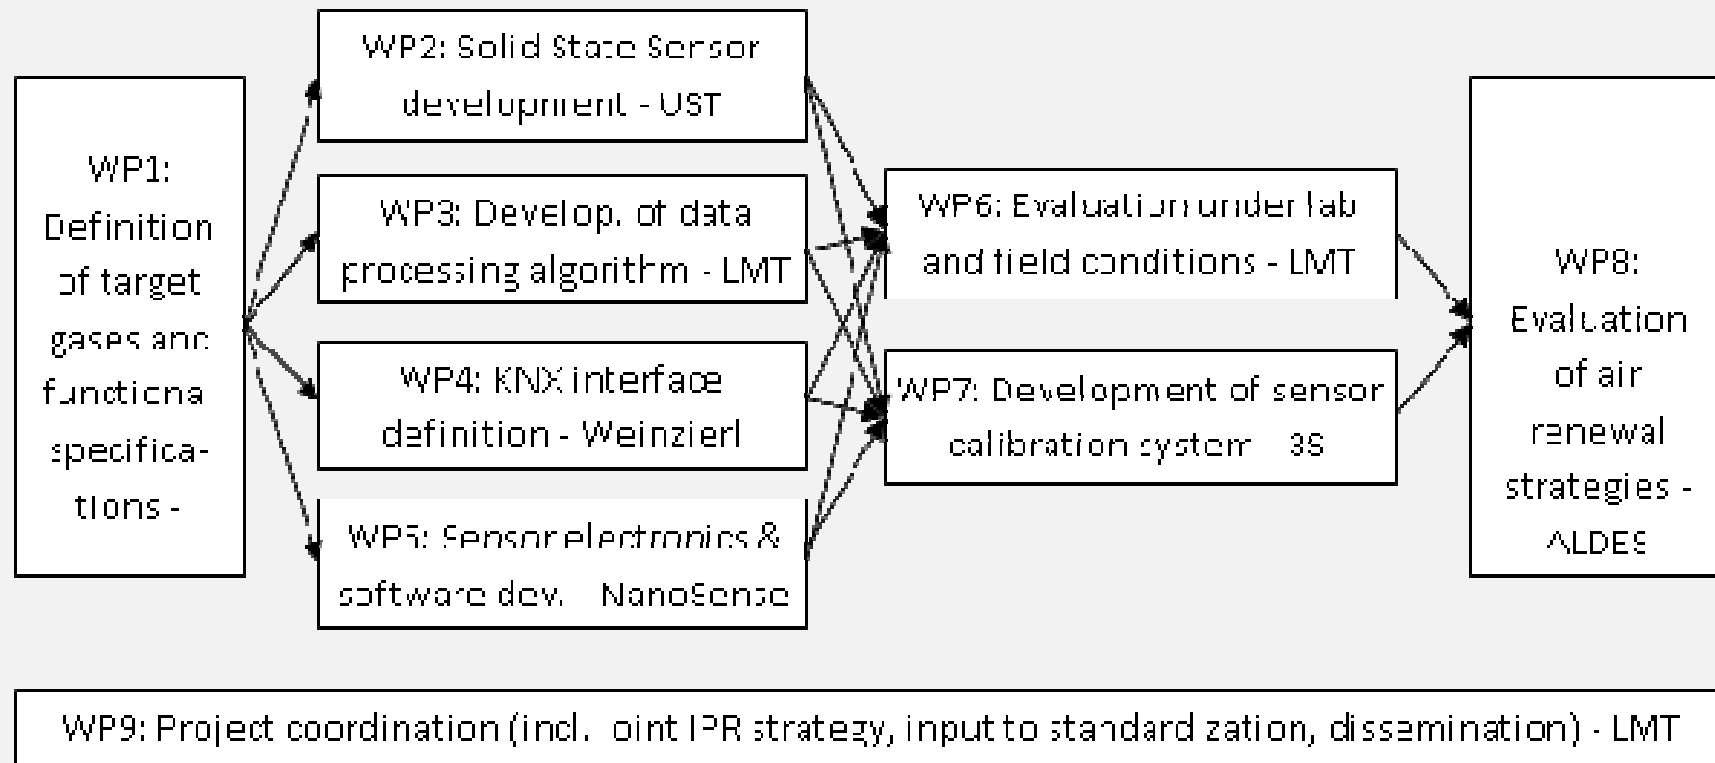 WP1:
Definition
of target
gases and
functional
specifica-
tions -
WP2: Solid State Sensor
development - UST
WP3: Develop. of data
processing algorithm - LMT
WP4: KNX interface
definition - Weinzierl
WP5: Sensor electronics &
software dev. - NanoSense
WP6: Evaluation under lab
and field conditions - LMT
WP7: Development of sensor
calibration system - 3S
WP8:
Evaluation
of air
renewal
strategies -
ALDES
WP9: Project coordination (incl. joint IPR strategy, input to standardization, dissemination) - LMT